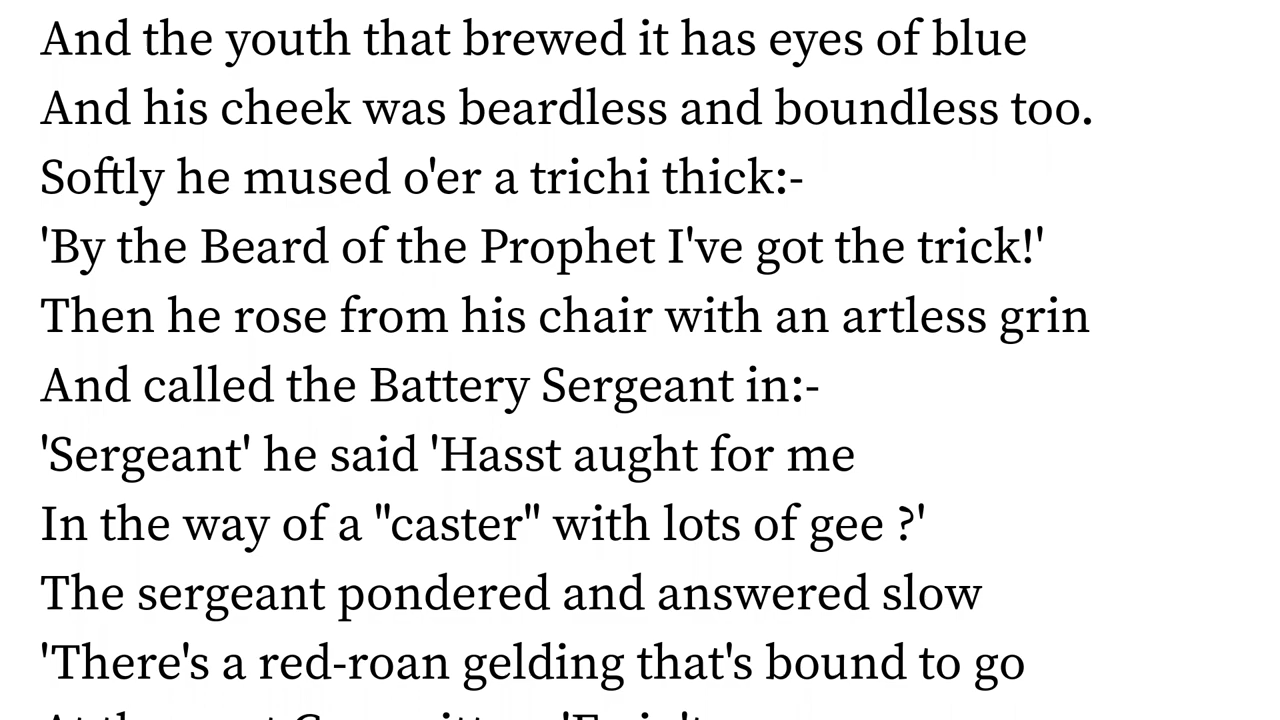 And the youth that brewed it has eyes of blue
And his cheek was beardless and boundless too.
Softly he mused o'er a trichi thick:-
'By the Beard of the Prophet I've got the trick!'
Then he rose from his chair with an artless grin
And called the Battery Sergeant in:-
'Sergeant' he said 'Hasst aught for me
In the way of a "caster" with lots of gee ?'
The sergeant pondered and answered slow
'There's a red-roan gelding that's bound to go